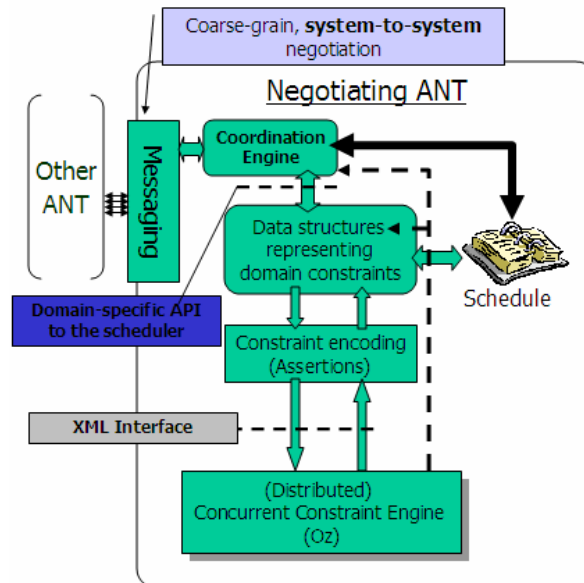 Coarse-grain, system-to-system
negotiation
Negotiating ANT
Coordination
Engine
Messaging
Other
ANT
Data structures
representing
domain constraints
Schedule
Domain-specific API
to the scheduler
Constraint encoding
(Assertions)
XML Interface
(Distributed)
Concurrent Constraint Engine
(Oz)